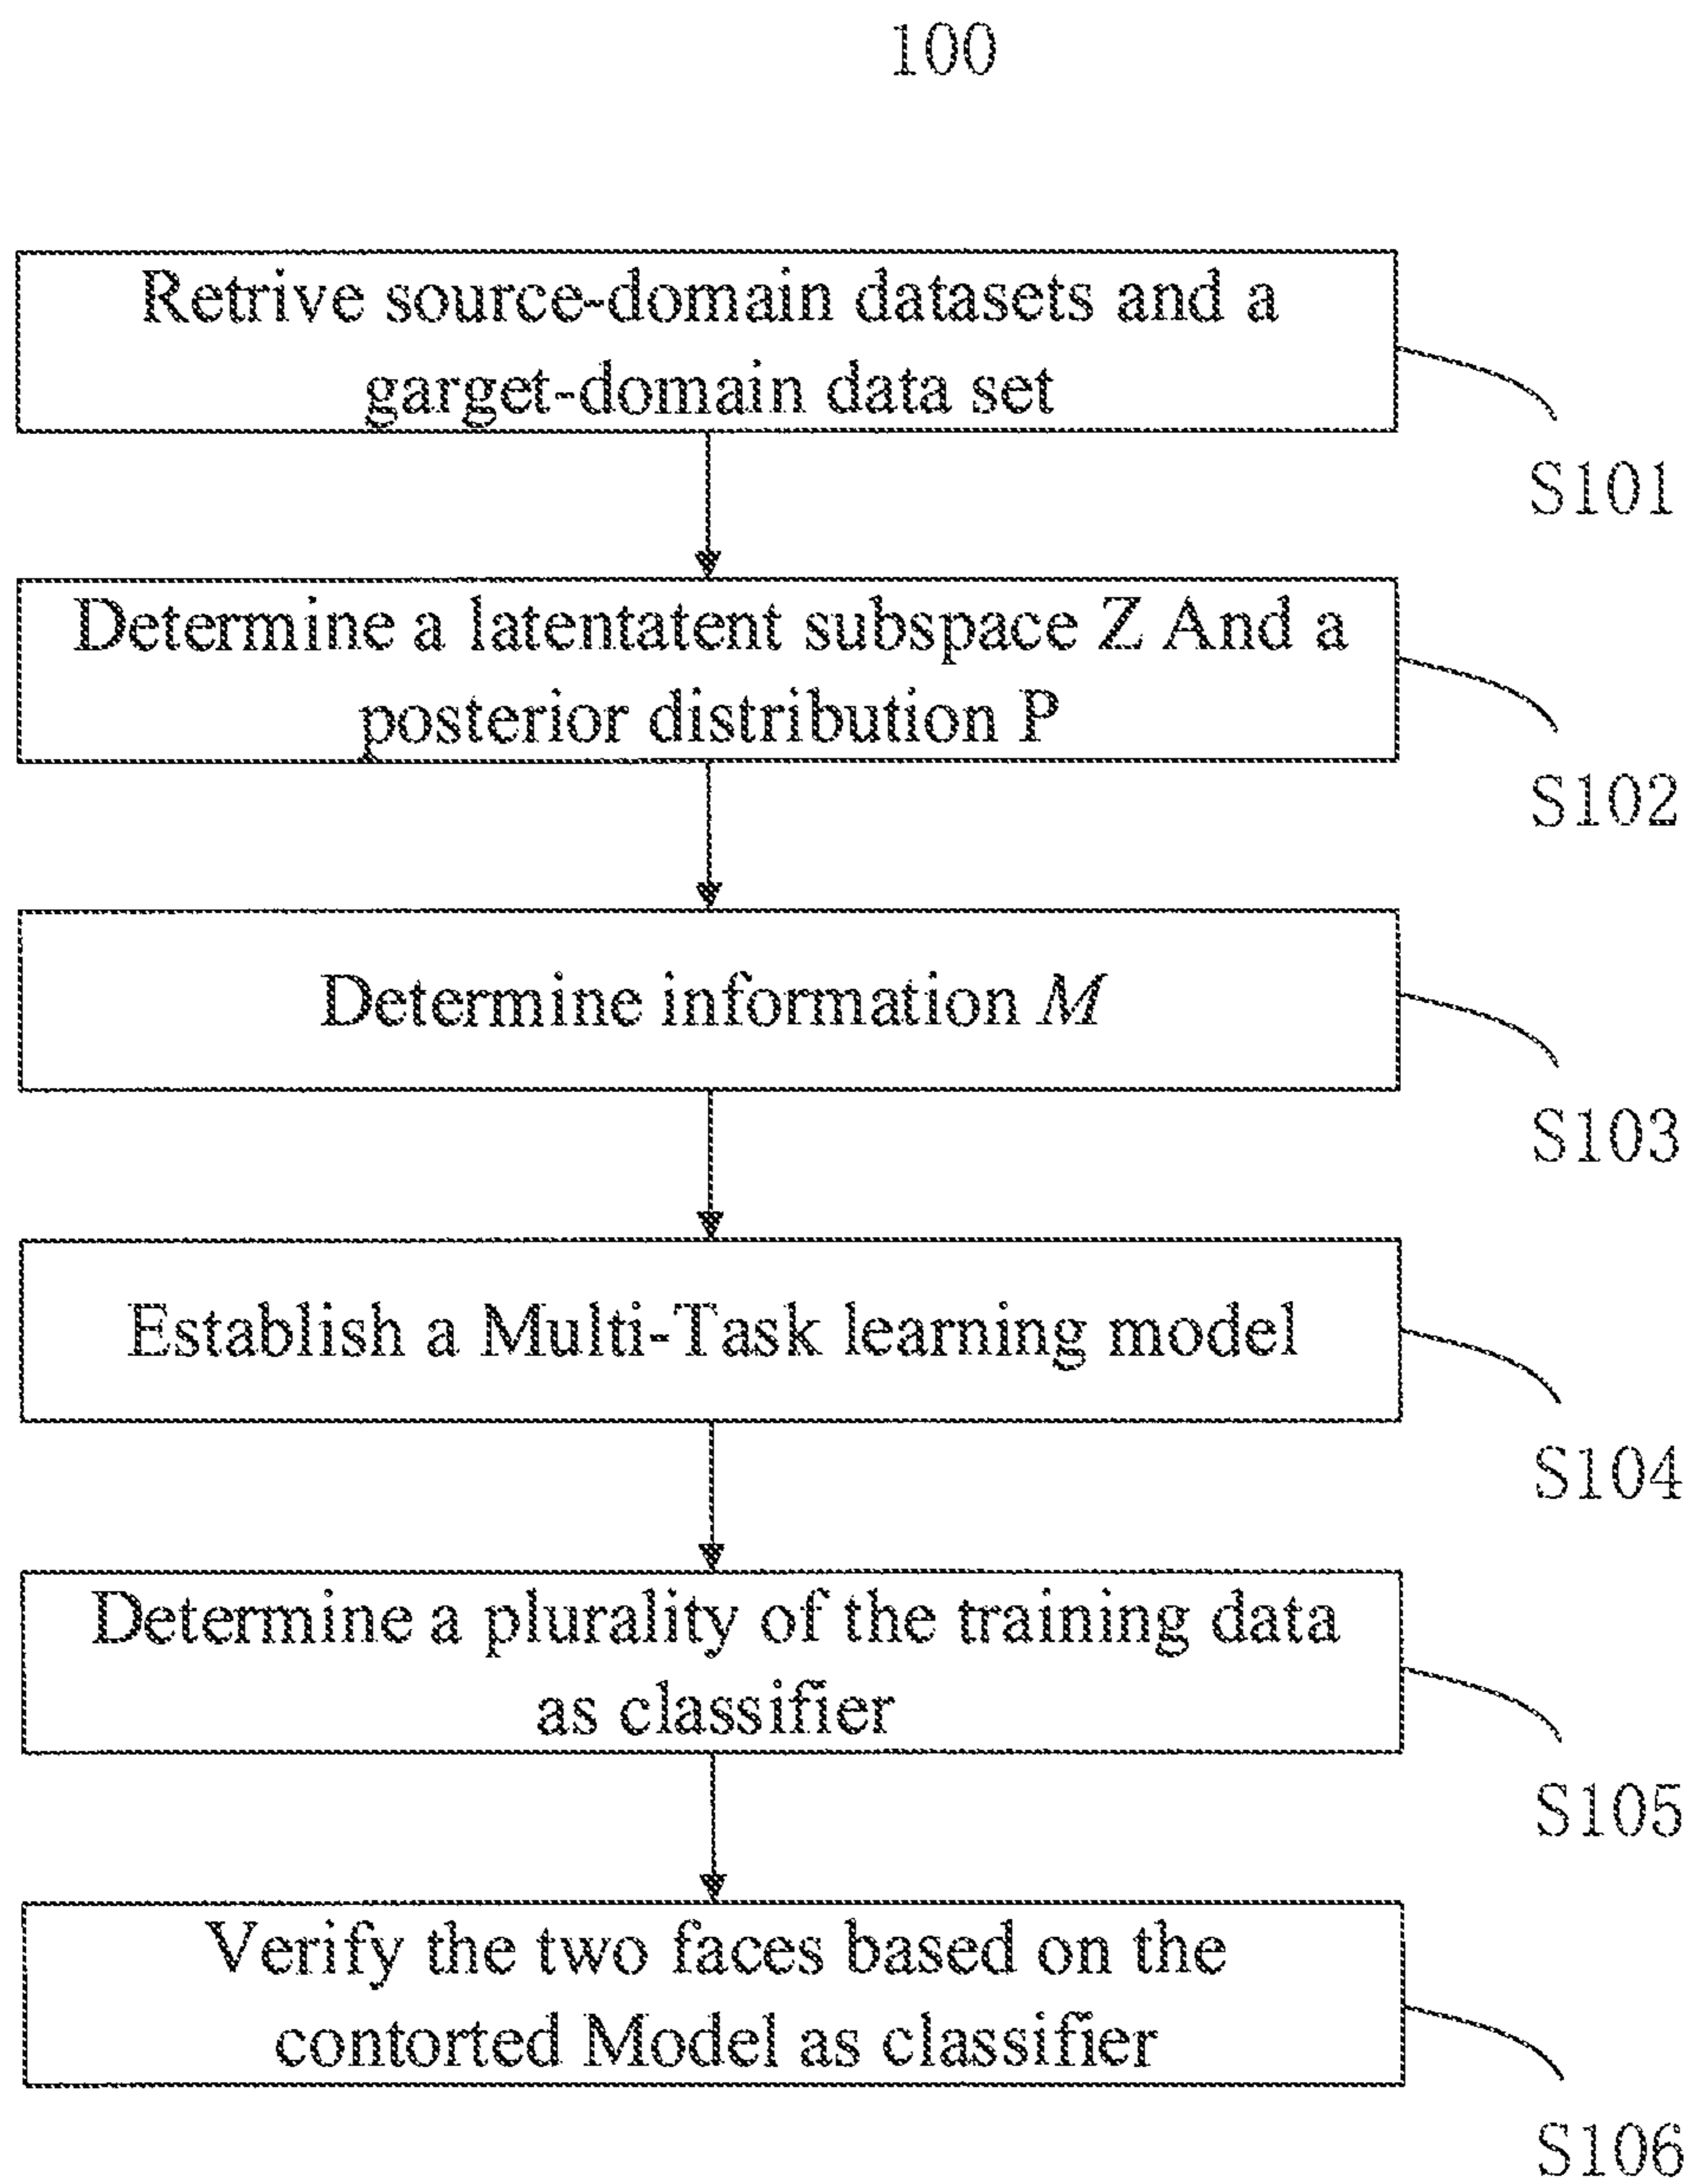 100
Retrive source-domain datasets and a
garget-domain data set
S101
Determine a latentatent subspace Z And a
posterior distribution P
S102
Determine information M
S103
Establish a Multi-Task learning model
S104
Determine a plurality of the training data
as classifier
S105
Verify the two faces based on the
contorted Model as classifier
S106